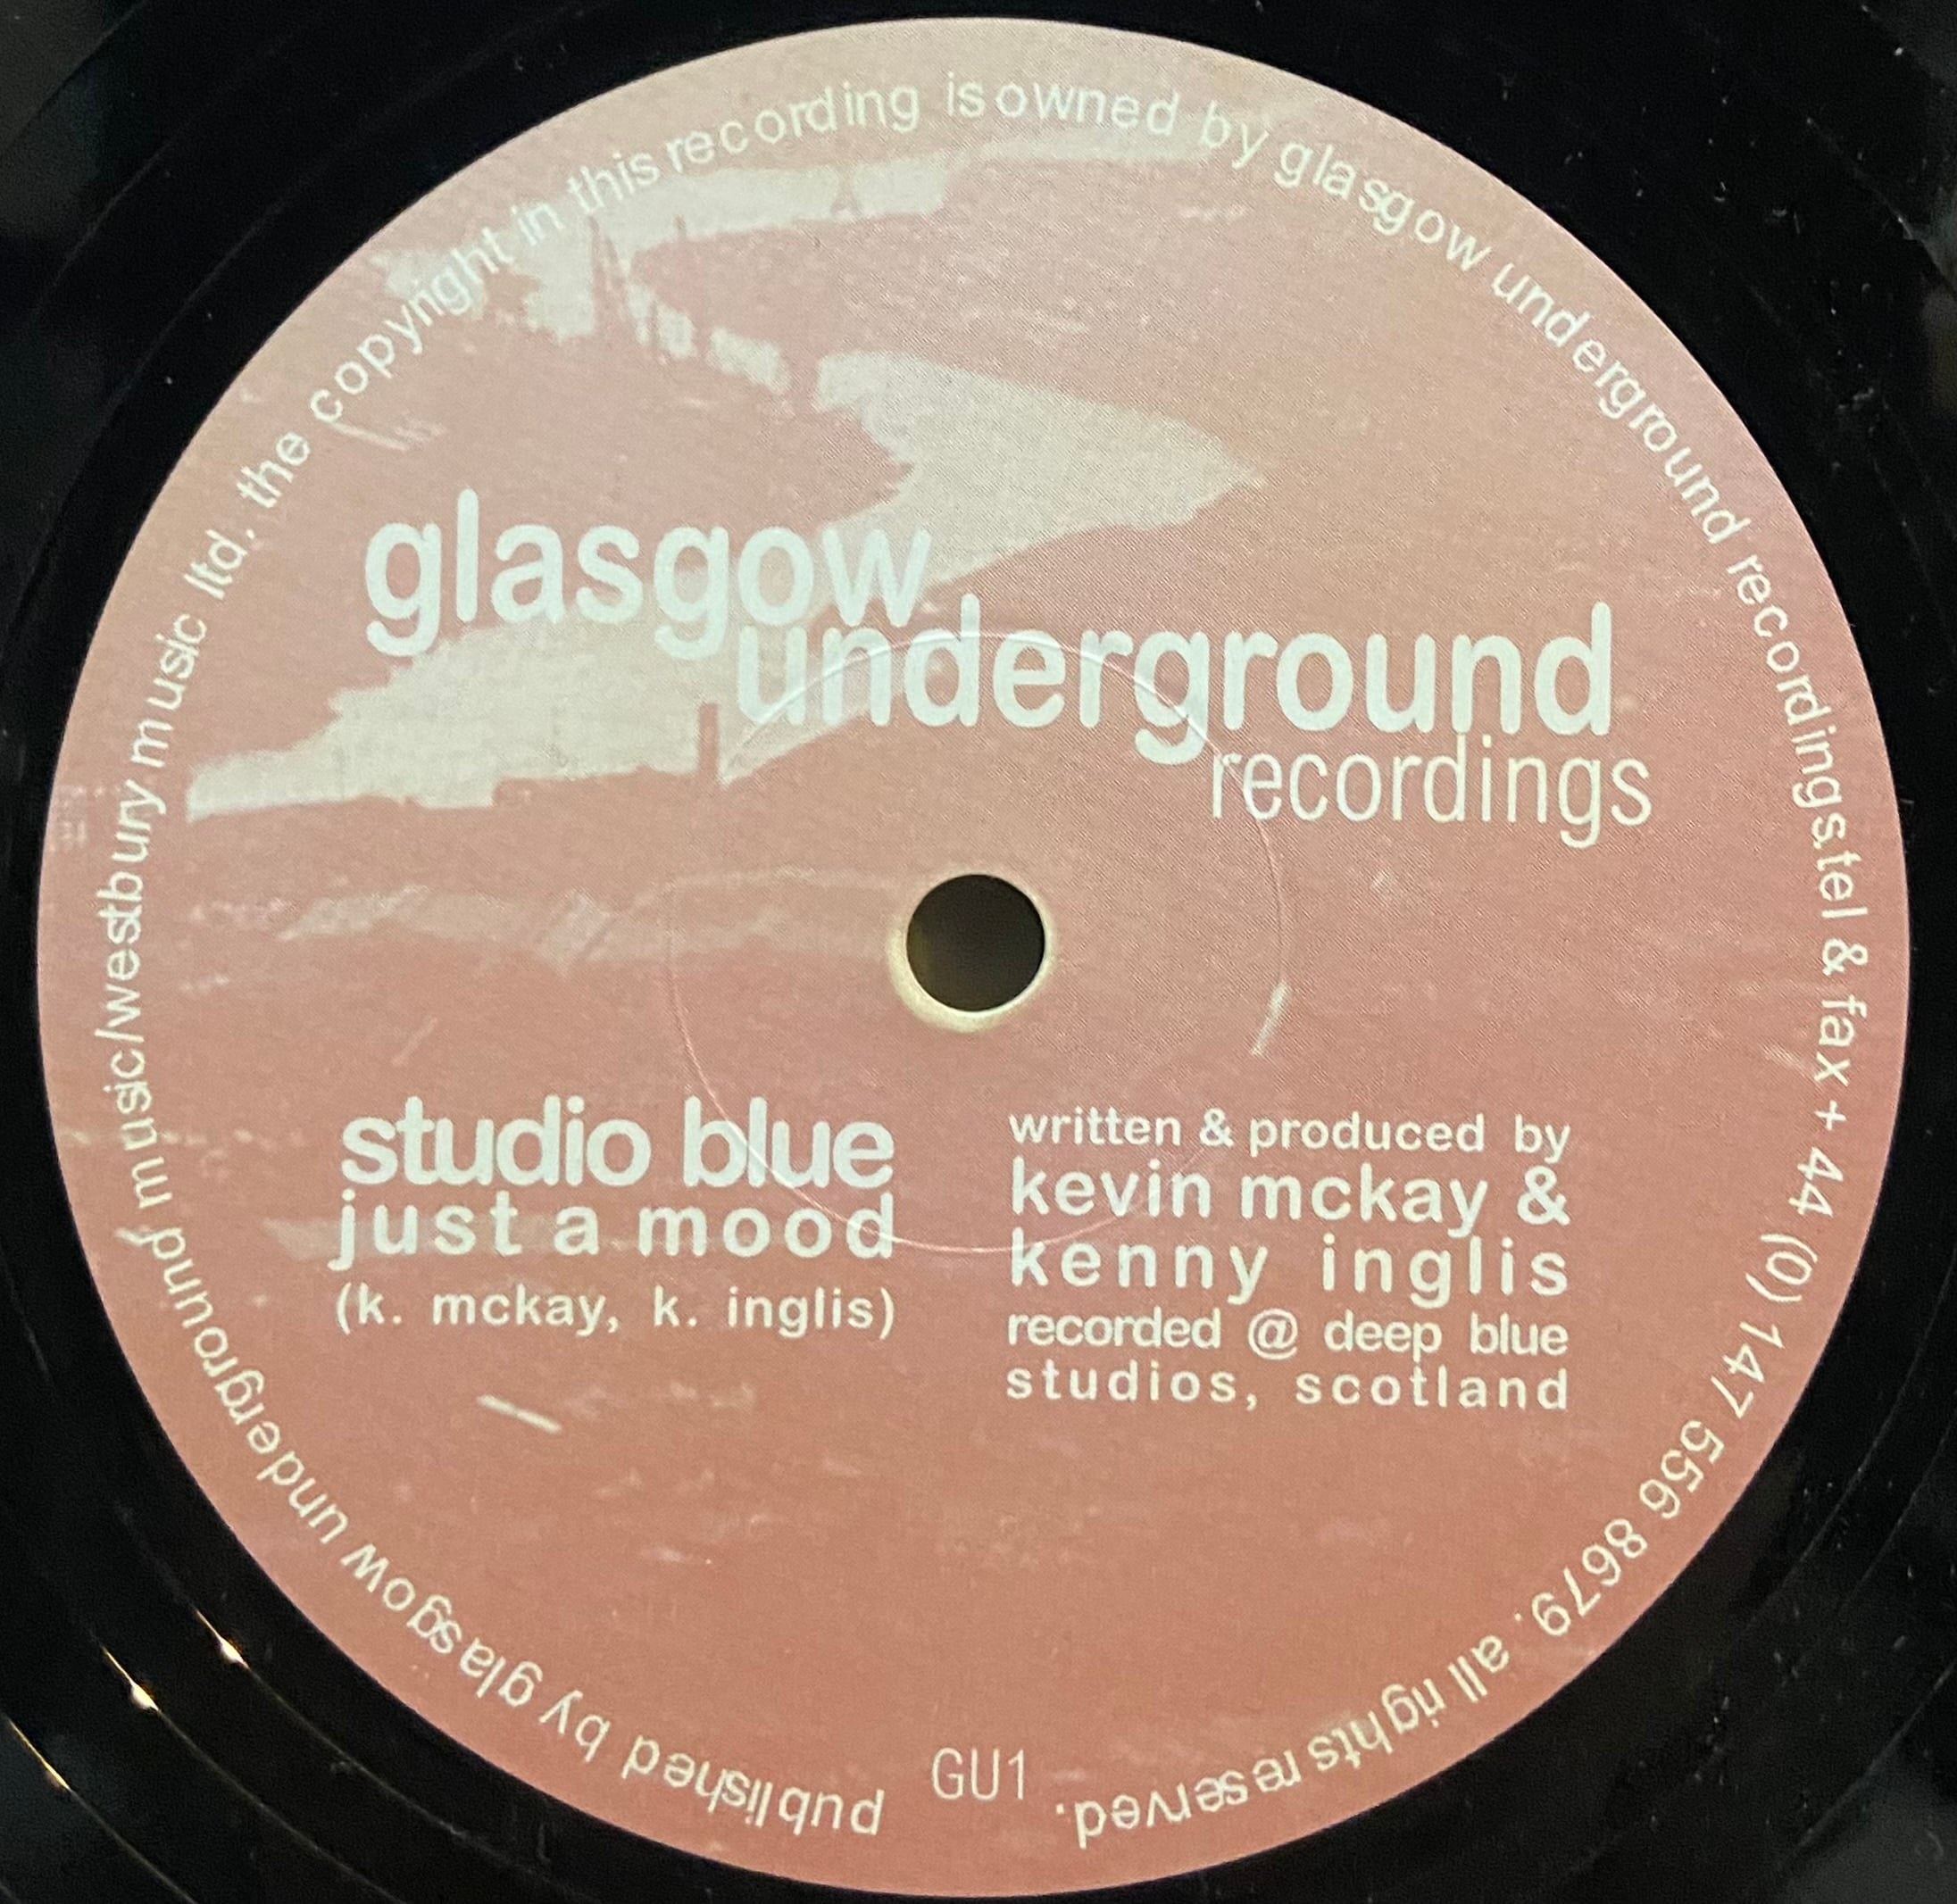 glasgow
underground
recordings
studio blue
just a mood
(k. mckay, k. inglis)
written & produced by
kevin mckay &
kenny inglis
recorded @ deep blue
studios, scotland
GU1
published by glasgow underground music/westbury music ltd. the copyright in this recording is owned by glasgow underground recordings.tel & fax + 44 (0) 147 556 8679. all rights reserved.